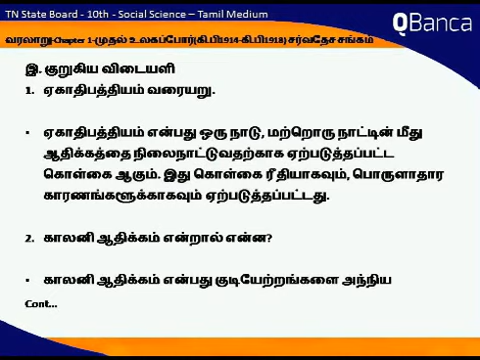 TN State Board - 10th - Social Science – Tamil Medium
QBanca
வரலாறு-Chapter 1-முதல் உலகப்போர்(கி.பி1914-கி.பி1918) சர்வதேச சங்கம்
இ. குறுகிய விடையளி
1. ஏகாதிபத்தியம் வரையறு.
▪ ஏகாதிபத்தியம் என்பது ஒரு நாடு, மற்றொரு நாட்டின் மீது
ஆதிக்கத்தை நிலைநாட்டுவதற்காக ஏற்படுத்தப்பட்ட
கொள்கை ஆகும். இது கொள்கை ரீதியாகவும், பொருளாதார
காரணங்களுக்காகவும் ஏற்படுத்தப்பட்டது.
2. காலனி ஆதிக்கம் என்றால் என்ன?
▪ காலனி ஆதிக்கம் என்பது குடியேற்றங்களை அந்நிய
Cont...